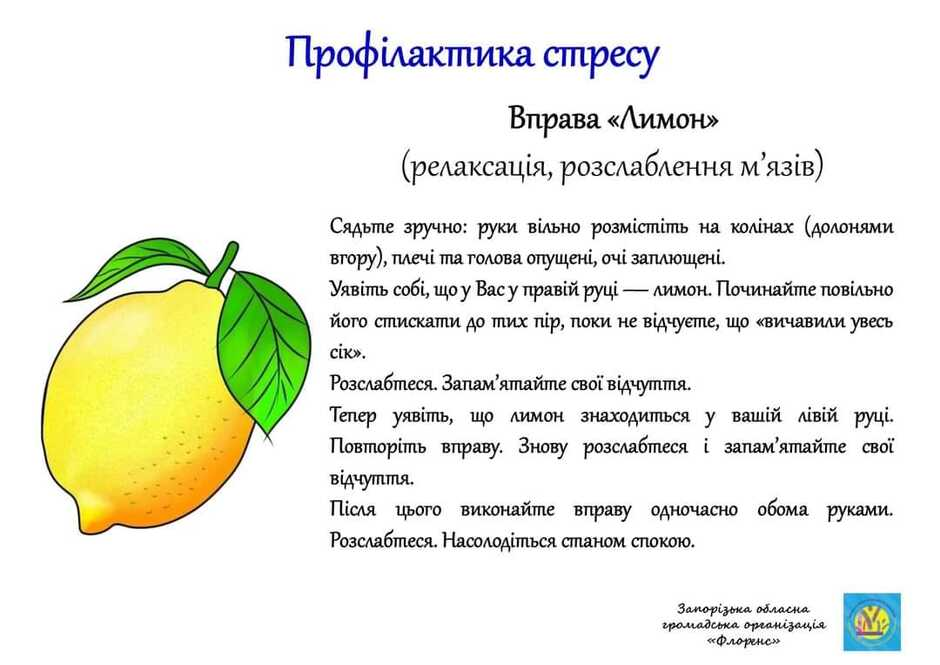 Профілактика стресу
Вправа «Лимон»
(релаксація, розслаблення м’язів)
Сядьте зручно: руки вільно розмістіть на колінах (долонями
вгору), плечі та голова опущені, очі заплющені.
Уявіть собі, що у Вас у правій руці — лимон. Починайте повільно
його стискати до тих пір, поки не відчуєте, що «вичавили увесь
сік».
Розслабтеся. Запам’ятайте свої відчуття.
Тепер уявіть, що лимон знаходиться у вашій лівій руці.
Повторіть вправу. Знову розслабтеся і запам’ятайте свої
відчуття.
Після цього виконайте вправу одночасно обома руками.
Розслабтеся. Насолодіться станом спокою.
Запорізька обласна
громадська організація
«Флоренс»